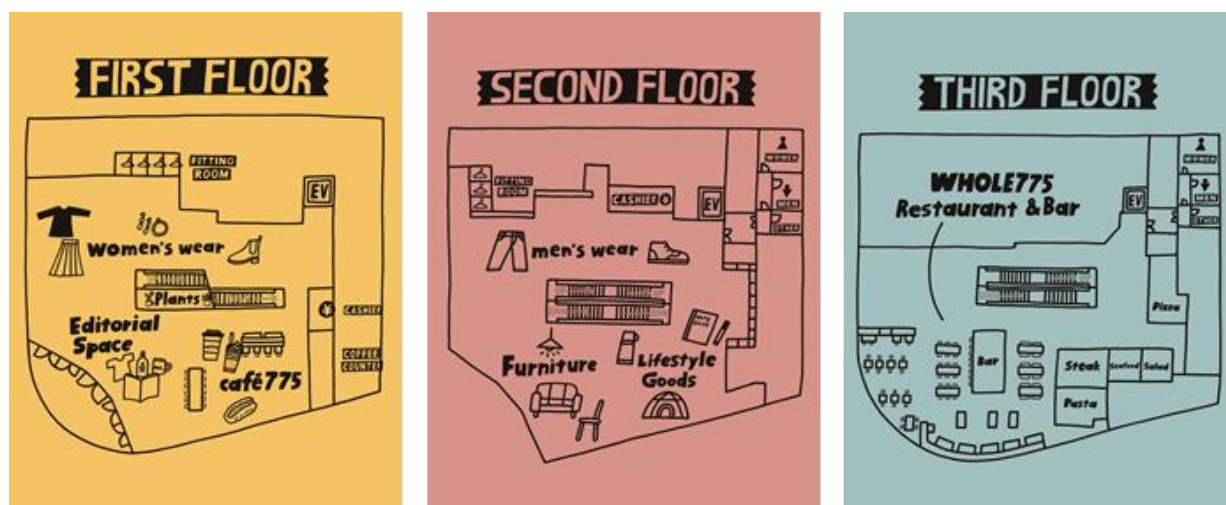 FIRST FLOOR
FITTING
ROOM
EV
Women's wear
Plants
Editorial
Space
CASHIER
COFFEE
COUNTER
café775
SECOND FLOOR
WOMEN
FITTING
ROOM
CASHIER
EV
MEN
OTHER
men's wear
Furniture
Lifestyle
Goods
THIRD FLOOR
WOMEN
WHOLE775
Restaurant & Bar
EV
MEN
OTHER
Pizza
Bar
Steak
Seafood
Salad
Pasta